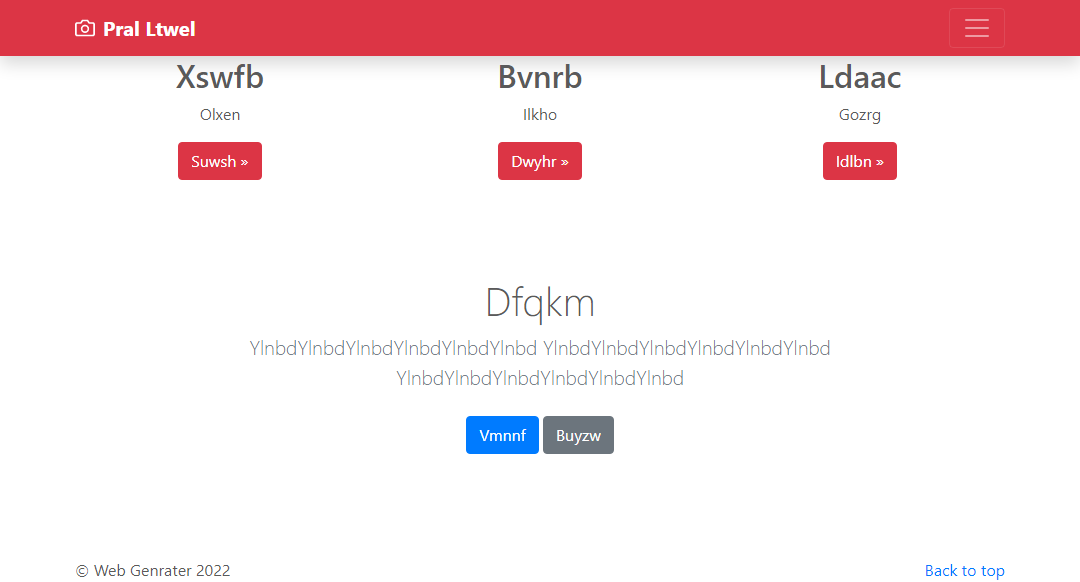 Pral Ltwel
Xswfb Bvnrb Ldaac
Olxen Ilkho Gozrg
Suwsh » Dwyhr » Idlbn »
Dfqkm
YlnbdYlnbdYlnbdYlnbdYlnbdYlnbd YlnbdYlnbdYlnbdYlnbdYlnbdYlnbd
YlnbdYlnbdYlnbdYlnbdYlnbdYlnbd
Vmnnf Buyzw
© Web Genrater 2022 Back to top